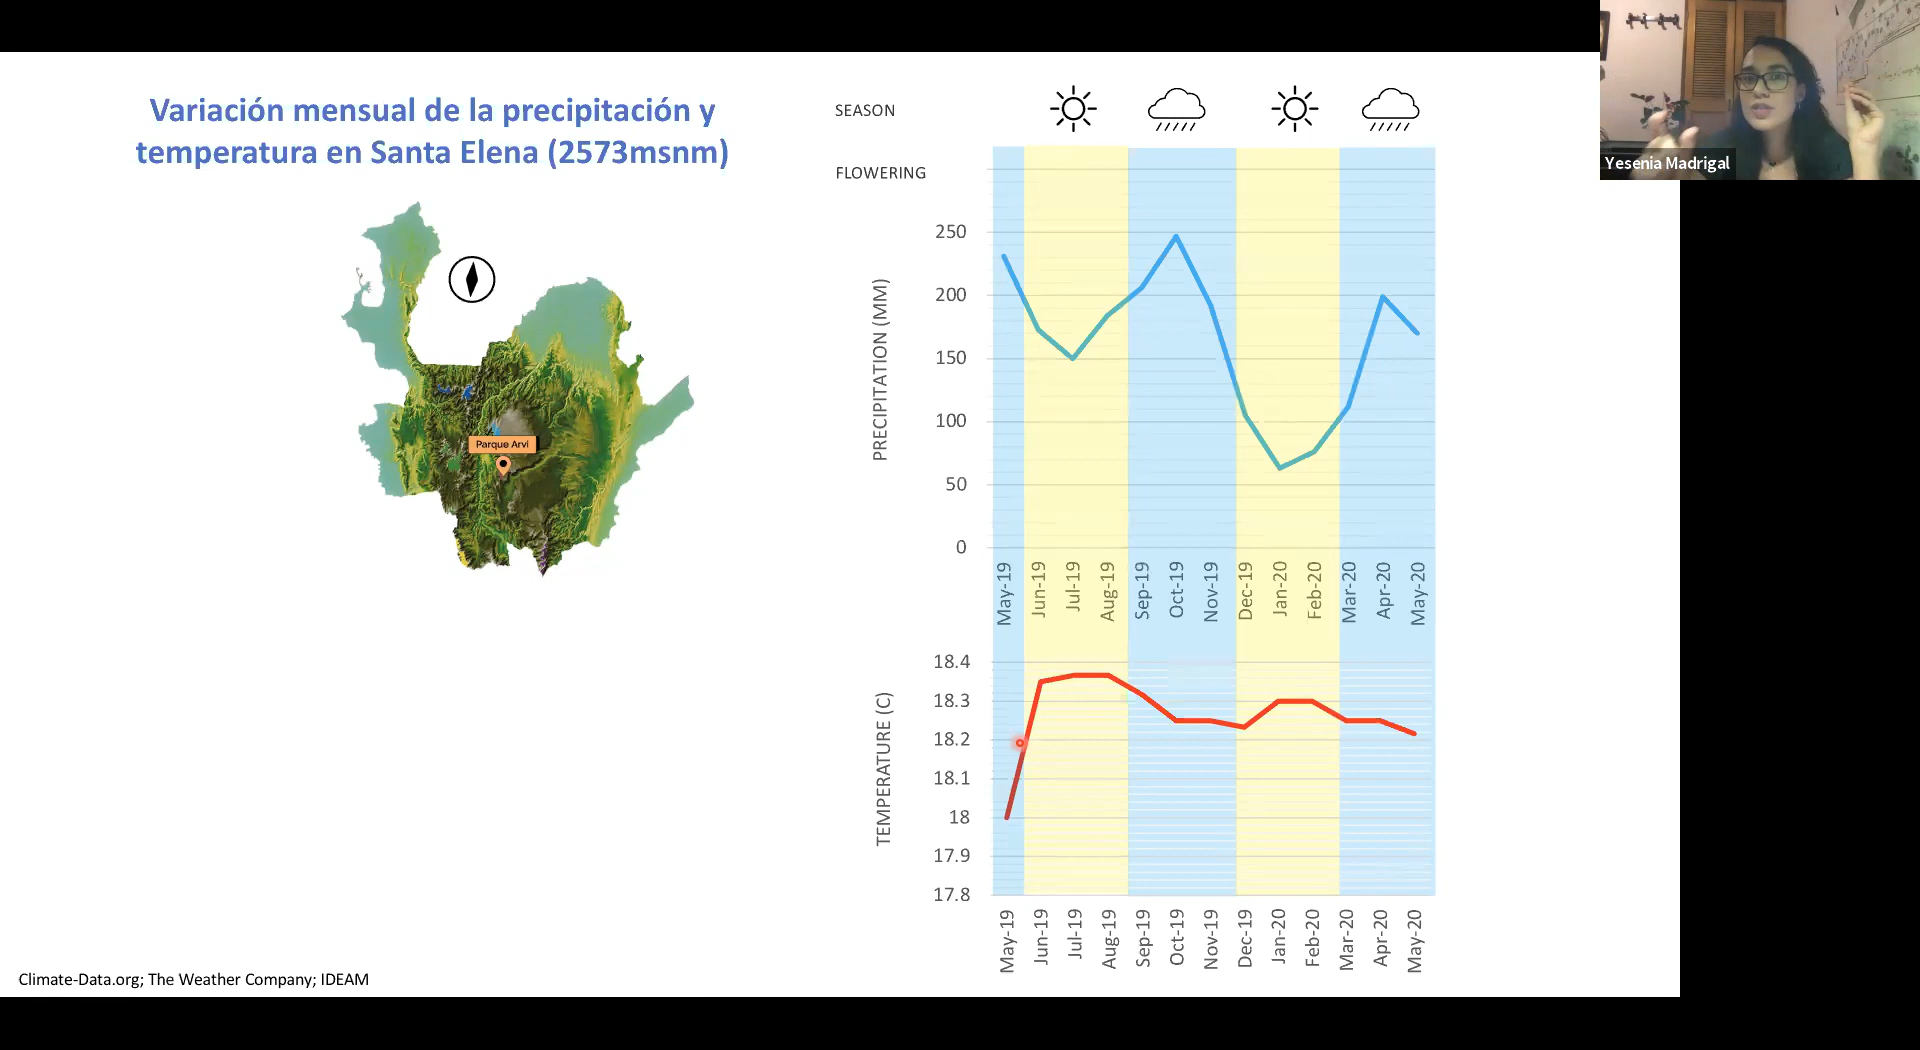 Variación mensual de la precipitación y
temperatura en Santa Elena (2573msnm)
Parque Arvi
Climate-Data.org; The Weather Company; IDEAM
SEASON
FLOWERING
PRECIPITATION (MM)
250
200
150
100
50
0
May-19
Jun-19
Jul-19
Aug-19
Sep-19
Oct-19
Nov-19
Dec-19
Jan-20
Feb-20
Mar-20
Apr-20
May-20
TEMPERATURE (C)
18.4
18.3
18.2
18.1
18
17.9
17.8
May-19
Jun-19
Jul-19
Aug-19
Sep-19
Oct-19
Nov-19
Dec-19
Jan-20
Feb-20
Mar-20
Apr-20
May-20
Yesenia Madrigal